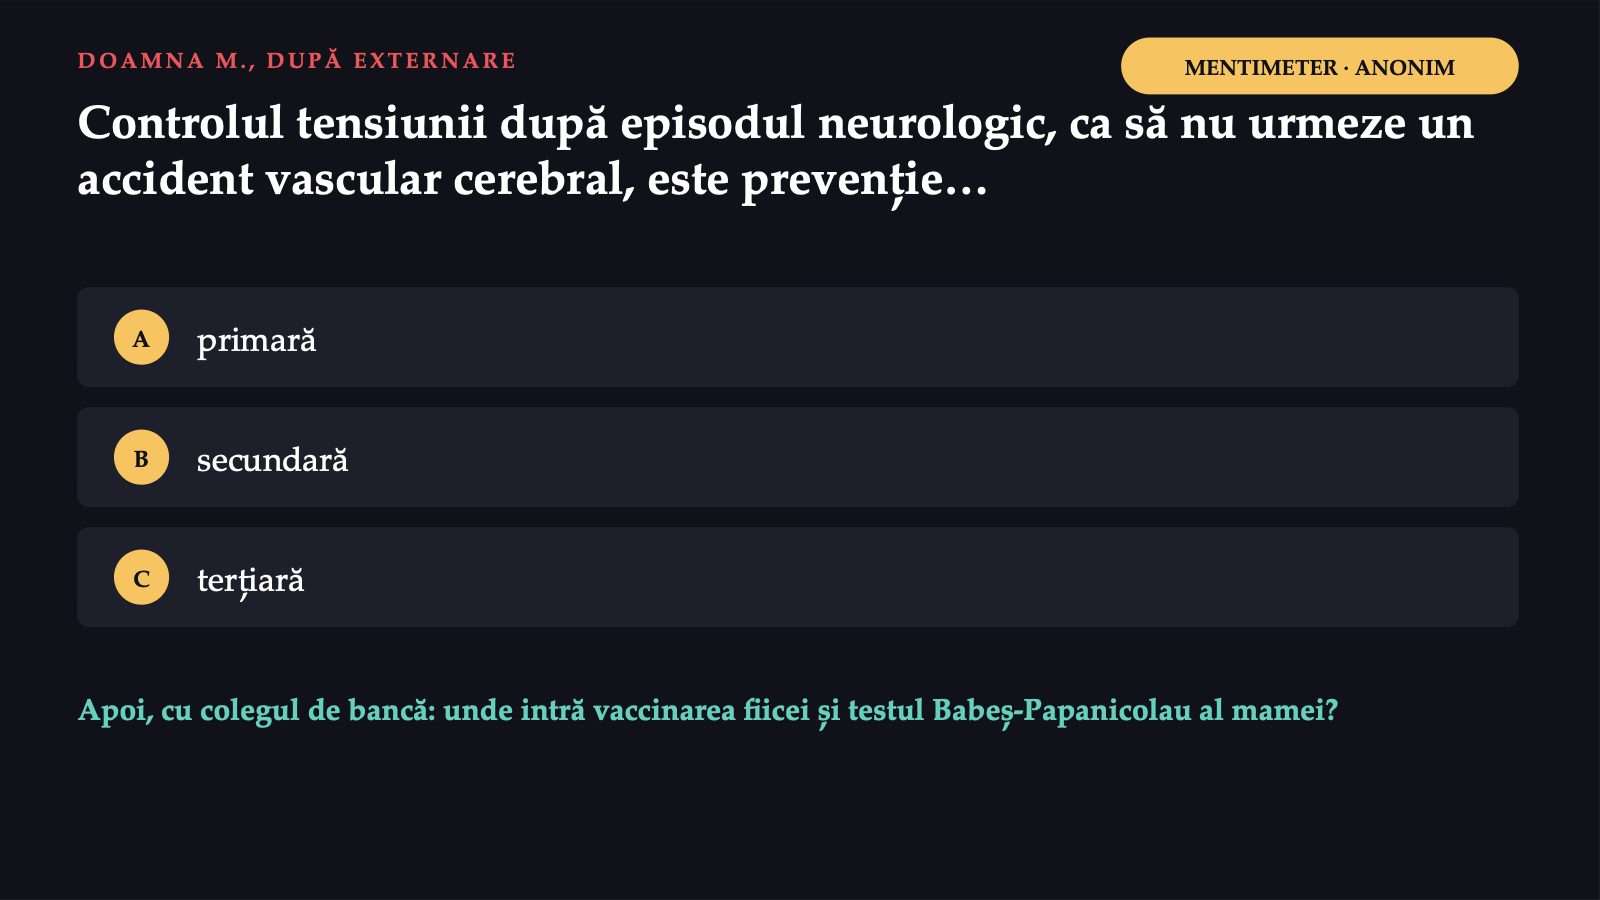 DOAMNA M., DUPĂ EXTERNARE
MENTIMETER · ANONIM
Controlul tensiunii după episodul neurologic, ca să nu urmeze un
accident vascular cerebral, este prevenție…
A primară
B secundară
C terțiară
Apoi, cu colegul de bancă: unde intră vaccinarea fiicei și testul Babeș-Papanicolau al mamei?